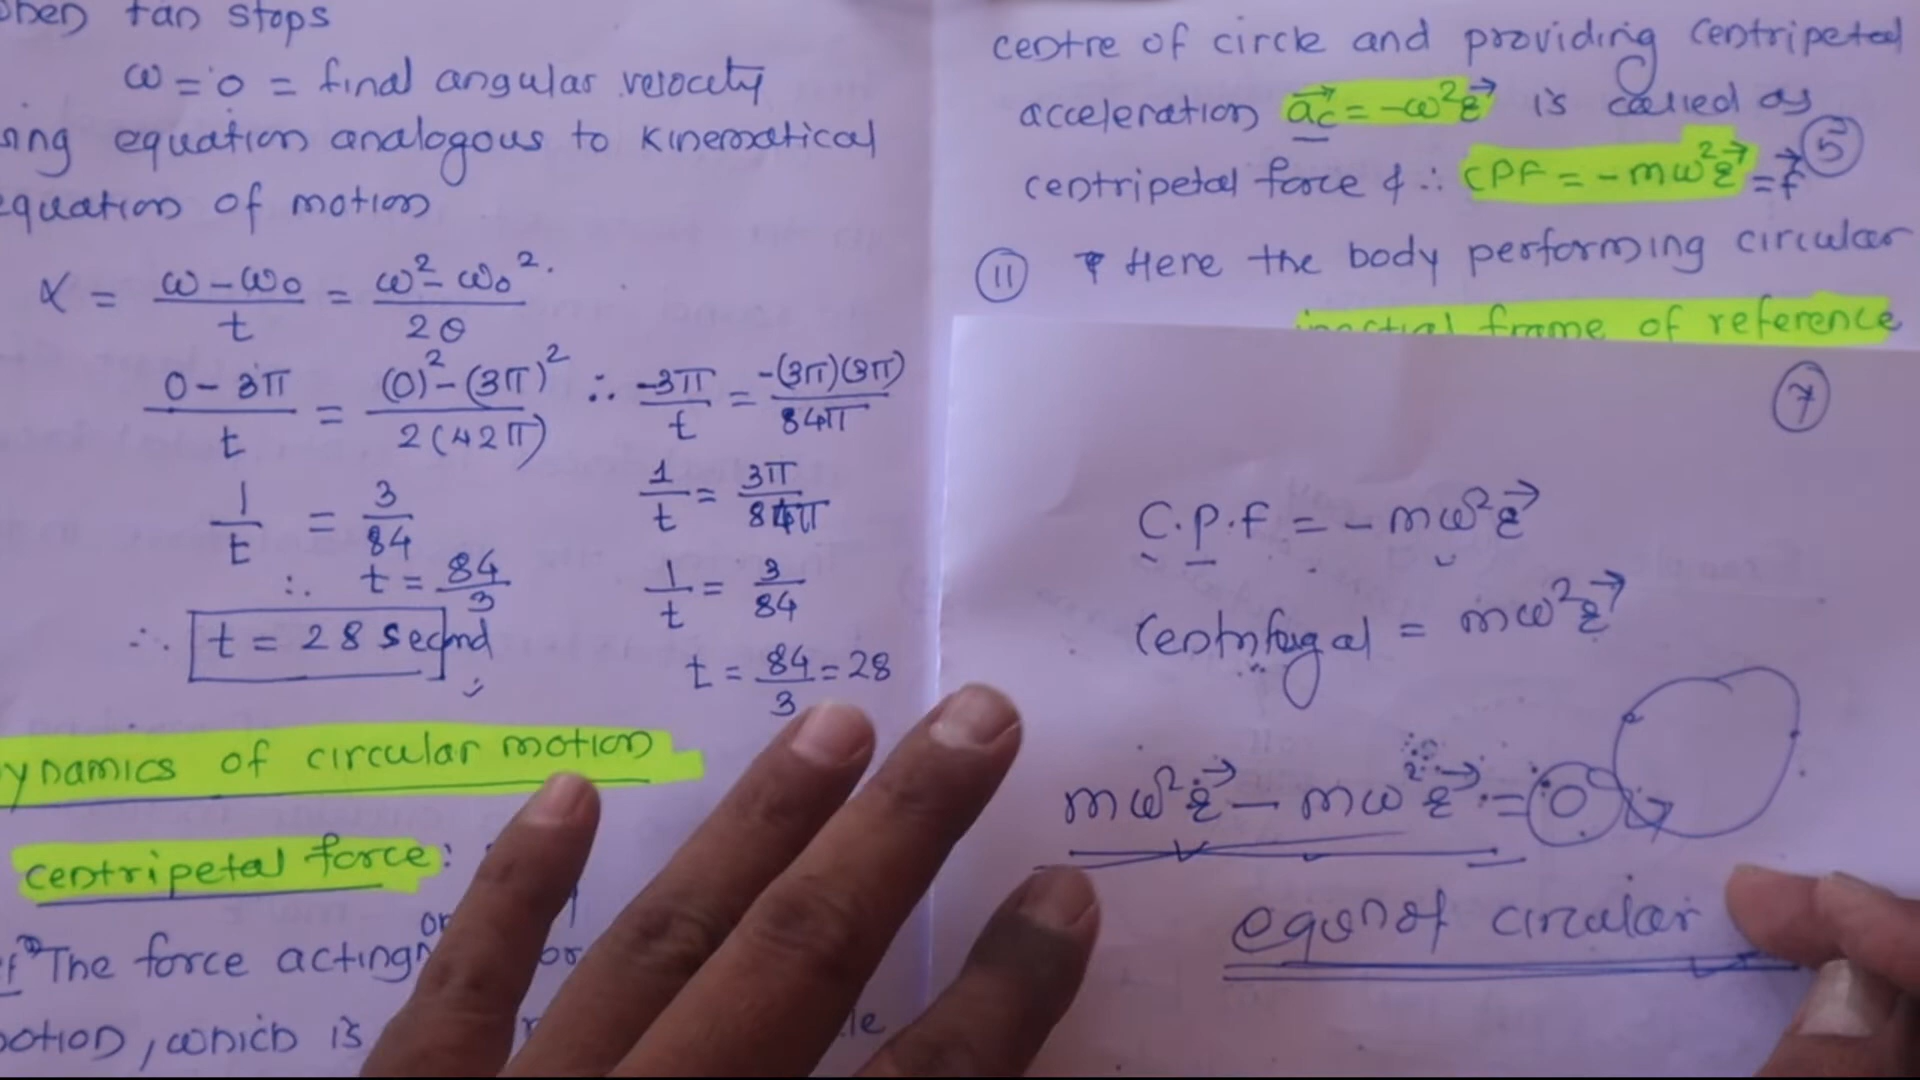 when fan stops
ω = 0 = final angular velocity
sing equation analogous to kinematical
equation of motion
α = ω - ω₀ / t = ω² - ω₀² / 2θ
0 - 3π / t = (0)² - (3π)² / 2(42π) ∴ -3π / t = -(3π)(3π) / 84π
1 / t = 3 / 84
∴ t = 84 / 3
∴ t = 28 second
1 / t = 3π / 84π
1 / t = 3 / 84
t = 84 / 3 = 28
ynamics of circular motion
centripetal force :
The force acting or
motion, which is
centre of circle and providing centripetal
acceleration a⃗c = -ω²r⃗ is called as
centripetal force & ∴ CPF = -mω²r⃗ = f⃗ (5)
(11) Here the body performing circular
inertial frame of reference
(7)
C.P.F = -mω²r⃗
Centrifugal = mω²r⃗
mω²r⃗ - mω²r⃗ = 0
eqn of circular